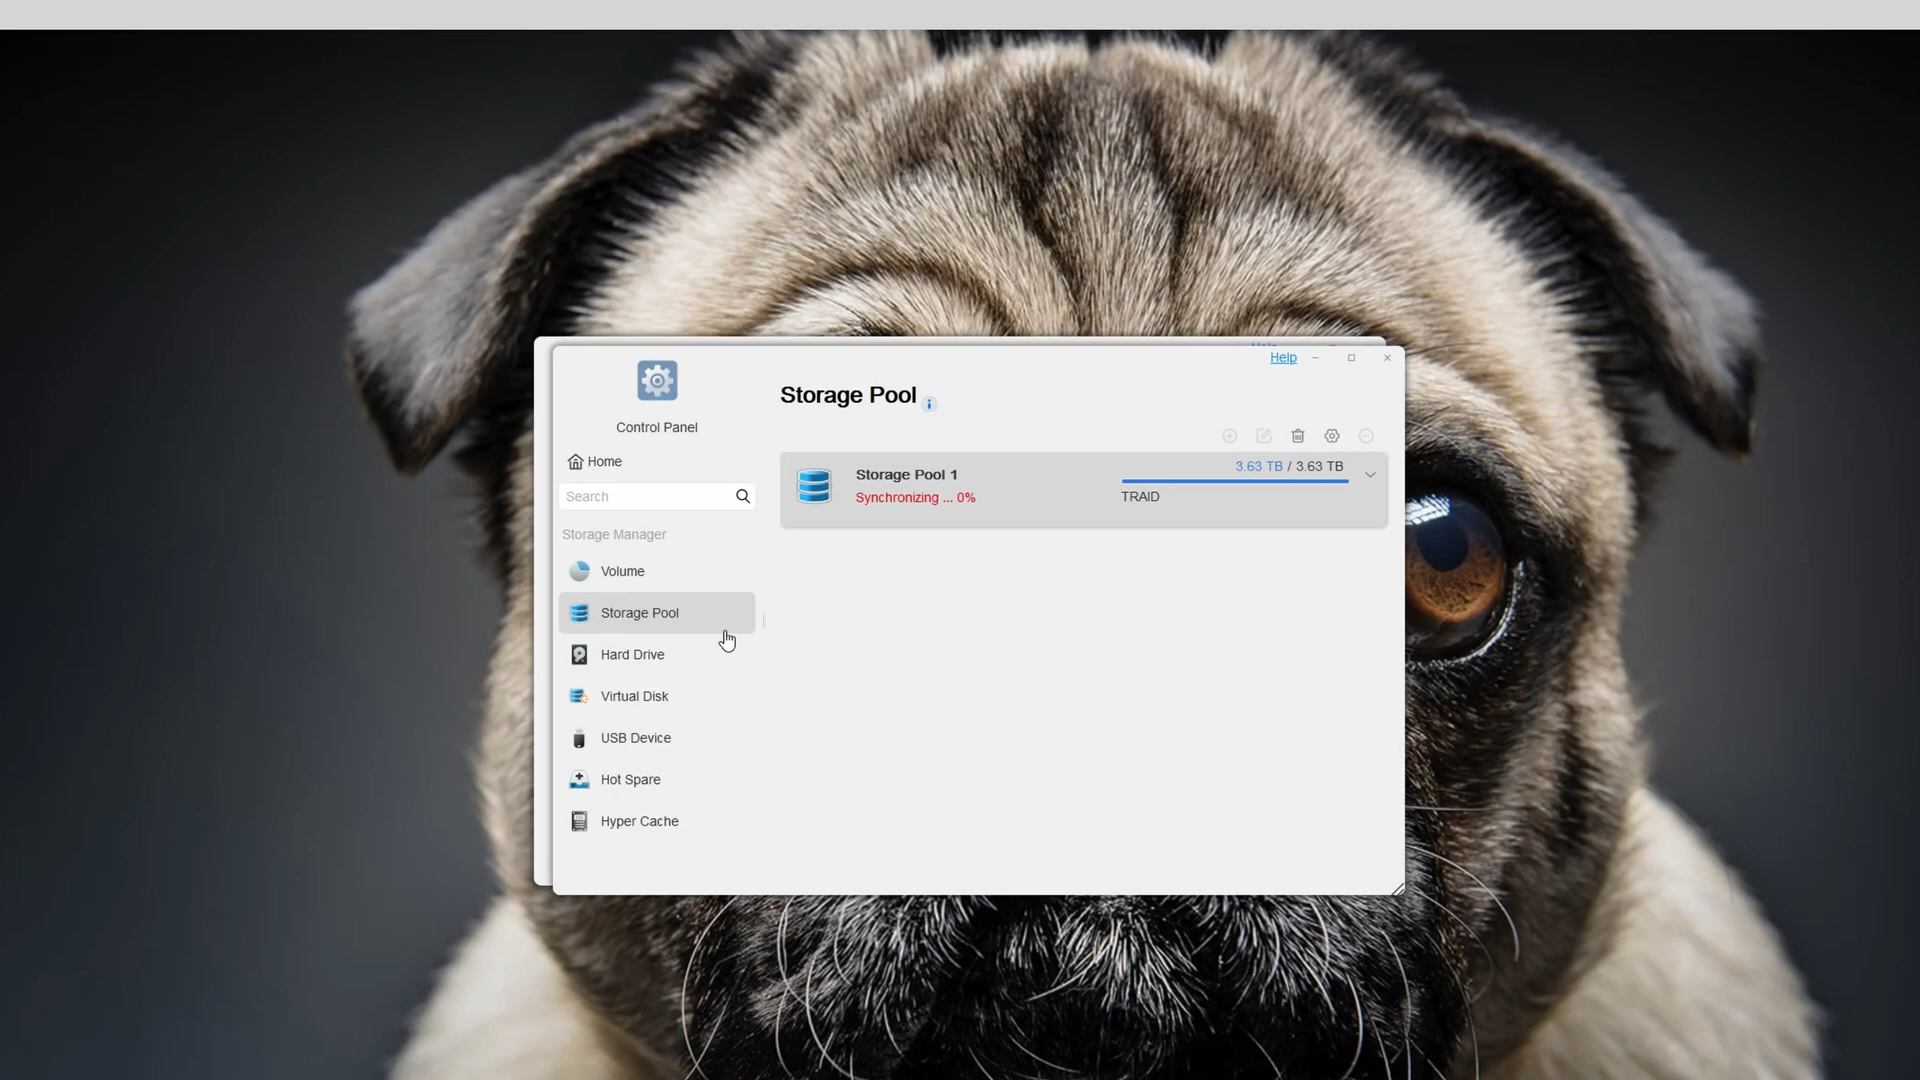 Help
Control Panel
Home
Search
Storage Manager
Volume
Storage Pool
Hard Drive
Virtual Disk
USB Device
Hot Spare
Hyper Cache
Storage Pool
Storage Pool 1
Synchronizing ... 0%
3.63 TB / 3.63 TB
TRAID